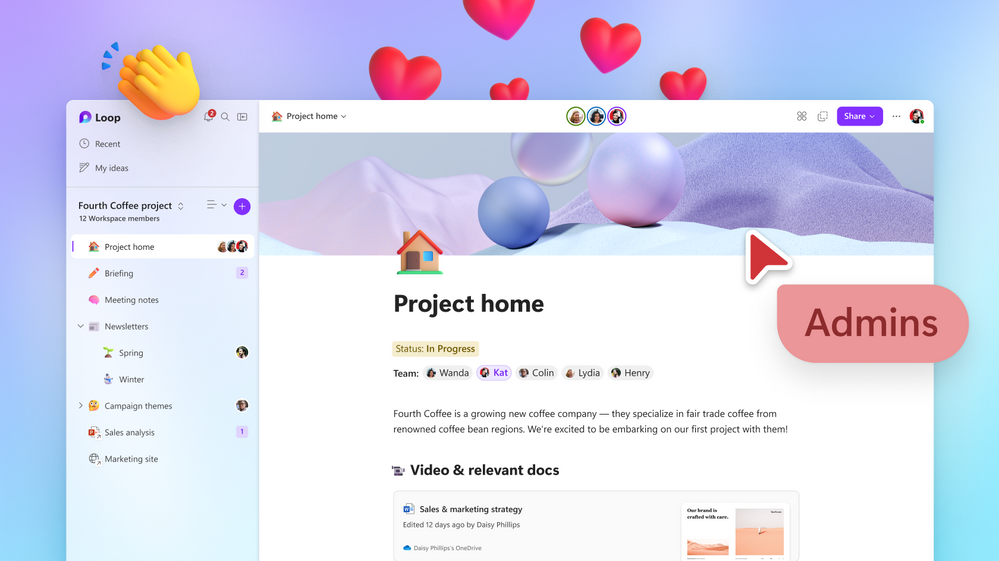 Loop
2
Recent
My ideas
Fourth Coffee project
12 Workspace members
Project home
Briefing
2
Meeting notes
Newsletters
Spring
Winter
Campaign themes
Sales analysis
1
Marketing site
Project home
Share
Admins
Project home
Status: In Progress
Team: Wanda Kat Colin Lydia Henry
Fourth Coffee is a growing new coffee company — they specialize in fair trade coffee from
renowned coffee bean regions. We're excited to be embarking on our first project with them!
Video & relevant docs
Sales & marketing strategy
Edited 12 days ago by Daisy Phillips
Daisy Phillips's OneDrive
Our brand is
crafted with care.